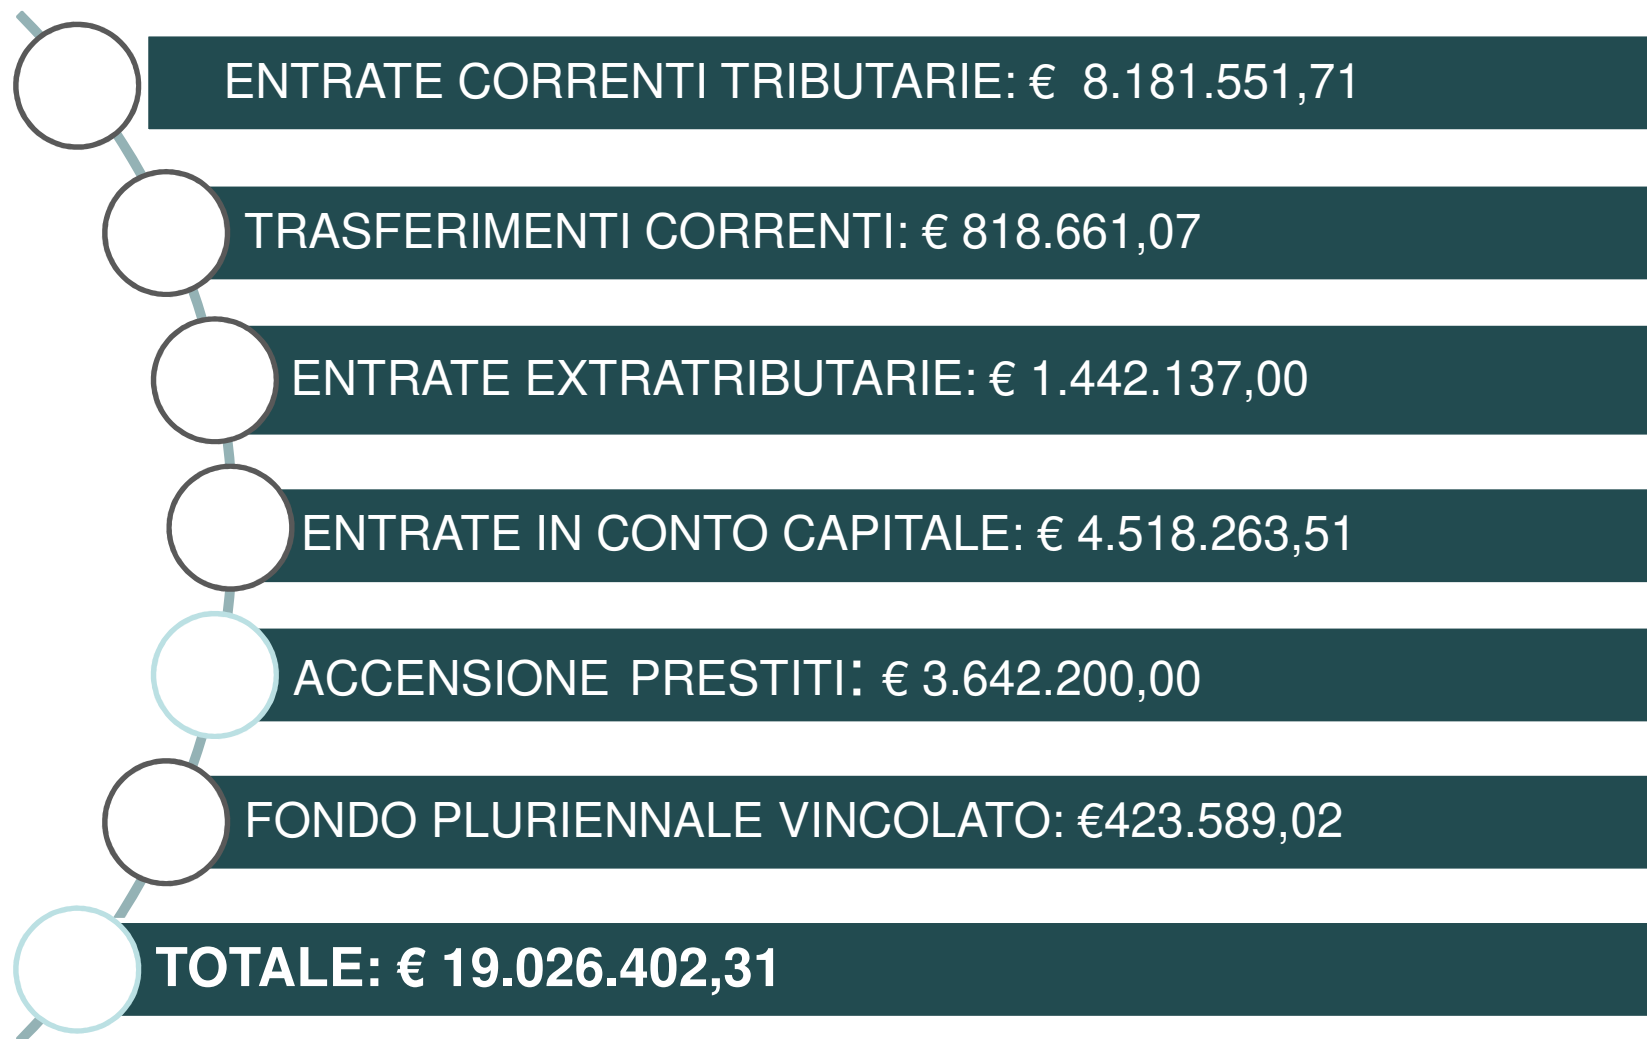 ENTRATE CORRENTI TRIBUTARIE: €  8.181.551,71
TRASFERIMENTI CORRENTI: € 818.661,07
ENTRATE EXTRATRIBUTARIE: € 1.442.137,00
ENTRATE IN CONTO CAPITALE: € 4.518.263,51
ACCENSIONE PRESTITI: € 3.642.200,00
FONDO PLURIENNALE VINCOLATO: €423.589,02
TOTALE: € 19.026.402,31